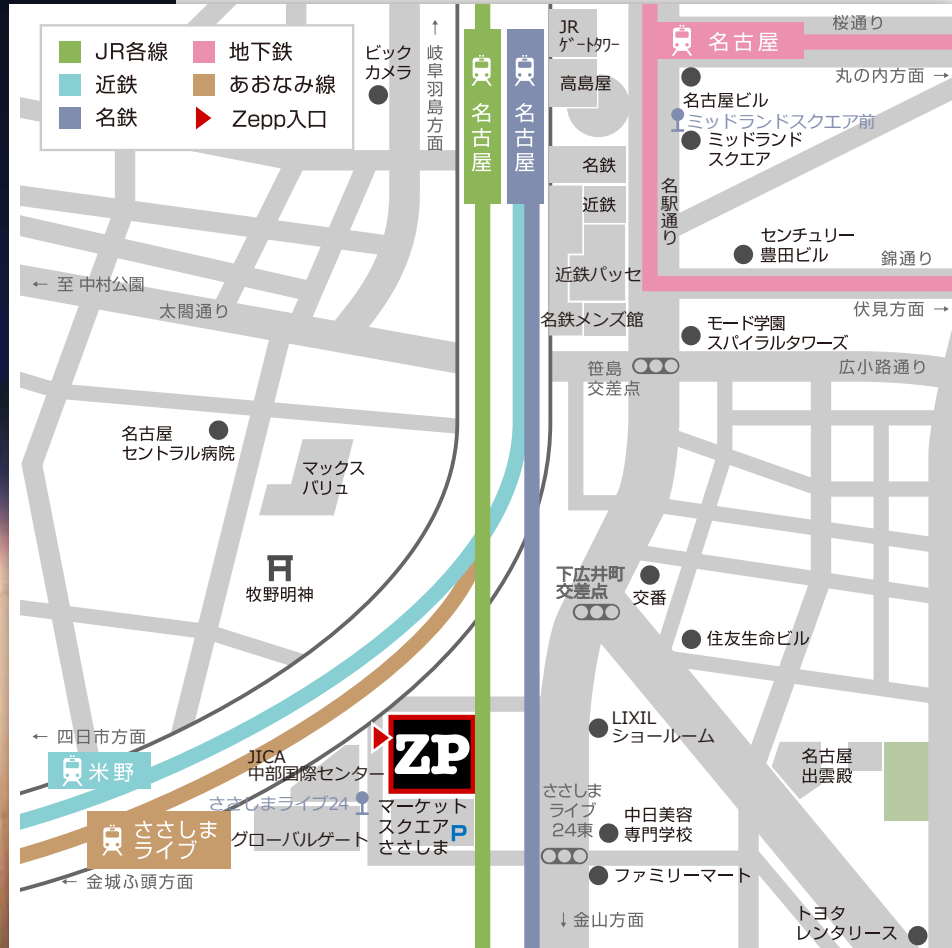 JR各線
地下鉄
近鉄
あおなみ線
名鉄
Zepp入口
ビック
カメラ
↑
岐阜羽島方面
名古屋
名古屋
JR
ゲートタワー
高島屋
名鉄
近鉄
近鉄パッセ
名鉄メンズ館
名古屋
桜通り
丸の内方面 →
名古屋ビル
ミッドランドスクエア前
ミッドランド
スクエア
名駅通り
センチュリー
豊田ビル
錦通り
伏見方面 →
モード学園
スパイラルタワーズ
笹島
交差点
広小路通り
← 至 中村公園
太閤通り
名古屋
セントラル病院
マックス
バリュ
牧野明神
下広井町
交差点
交番
住友生命ビル
LIXIL
ショールーム
名古屋
出雲殿
← 四日市方面
米野
JICA
中部国際センター
ZP
ささしまライブ24
マーケット
スクエア
ささしま
P
グローバルゲート
ささしま
ライブ
← 金城ふ頭方面
ささしま
ライブ
24東
中日美容
専門学校
ファミリーマート
↓金山方面
トヨタ
レンタリース